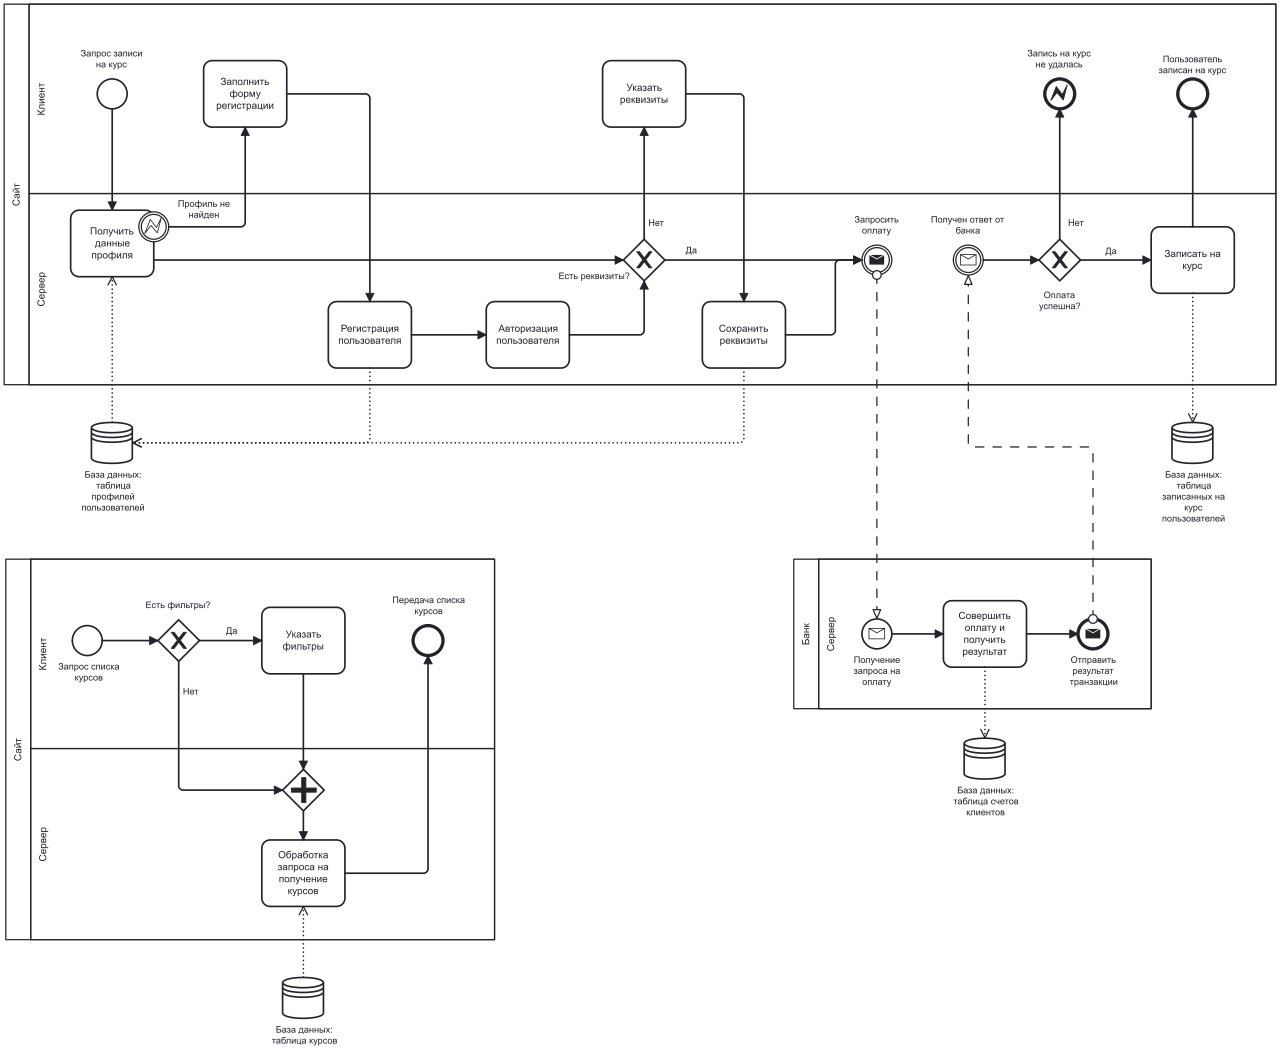 Сайт
Клиент
Запрос записи
на курс
Заполнить
форму
регистрации
Указать
реквизиты
Запись на курс
не удалась
Пользователь
записан на курс
Сервер
Получить
данные
профиля
Профиль не
найден
Регистрация
пользователя
Авторизация
пользователя
Есть реквизиты?
Нет
Да
Сохранить
реквизиты
Запросить
оплату
Получен ответ от
банка
Оплата
успешна?
Нет
Да
Записать на
курс
База данных:
таблица
профилей
пользователей
База данных:
таблица
записанных на
курс
пользователей
Сайт
Клиент
Запрос списка
курсов
Есть фильтры?
Да
Нет
Указать
фильтры
Передача списка
курсов
Сервер
Обработка
запроса на
получение
курсов
База данных:
таблица курсов
Банк
Сервер
Получение
запроса на
оплату
Совершить
оплату и
получить
результат
Отправить
результат
транзакции
База данных:
таблица счетов
клиентов